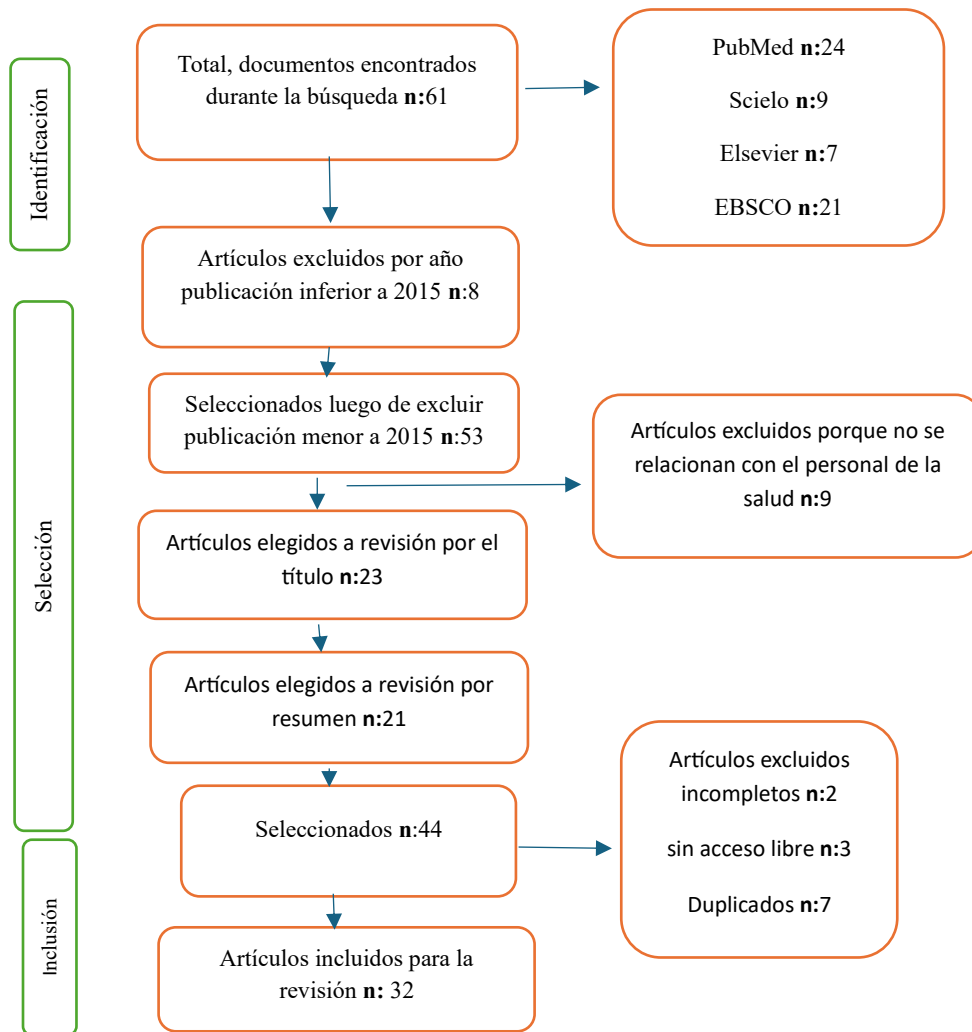 Identificación
Total, documentos encontrados
durante la búsqueda n:61
PubMed n:24
Scielo n:9
Elsevier n:7
EBSCO n:21
Artículos excluidos por año
publicación inferior a 2015 n:8
Selección
Seleccionados luego de excluir
publicación menor a 2015 n:53
Artículos excluidos porque no se
relacionan con el personal de la
salud n:9
Artículos elegidos a revisión por el
título n:23
Artículos elegidos a revisión por
resumen n:21
Seleccionados n:44
Artículos excluidos
incompletos n:2
sin acceso libre n:3
Duplicados n:7
Inclusión
Artículos incluidos para la
revisión n: 32